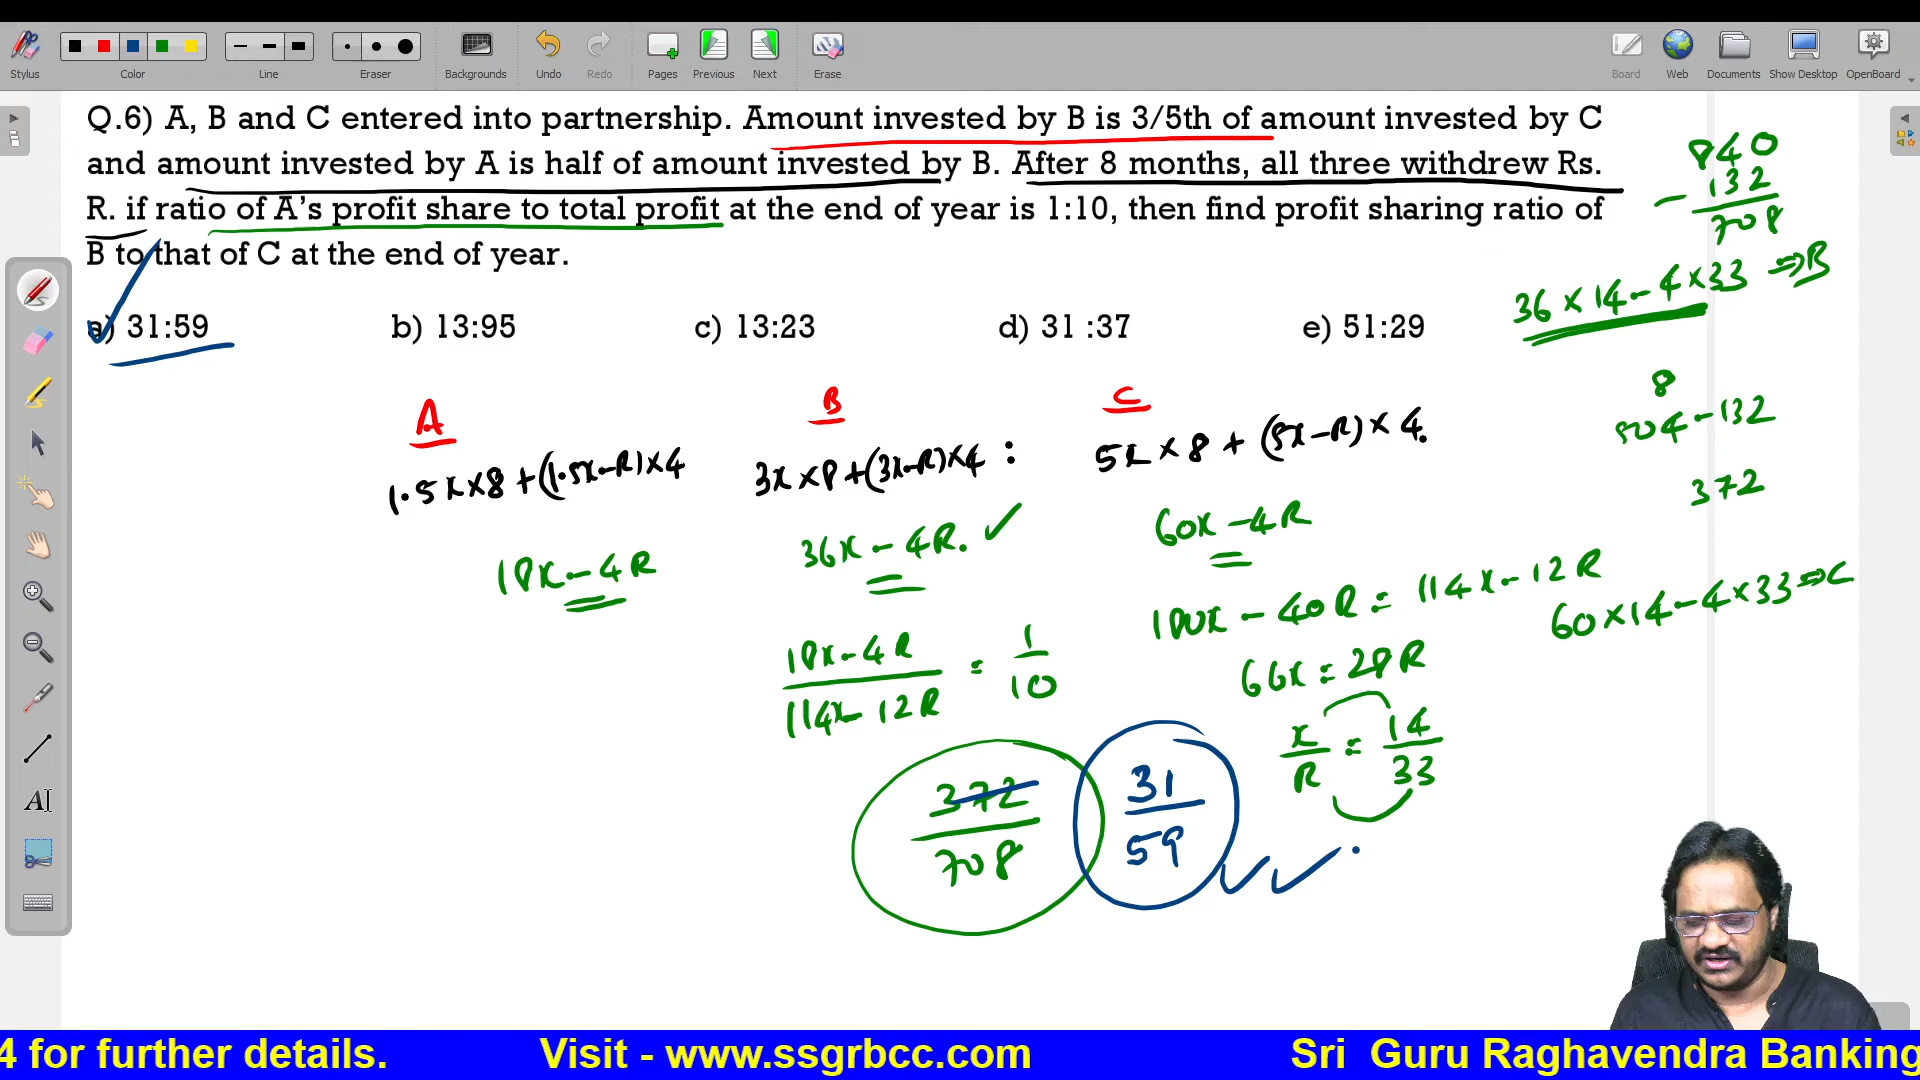 Stylus
Color
Line
Eraser
Backgrounds
Undo
Redo
Pages
Previous
Next
Erase
Board
Web
Documents
Show Desktop
OpenBoard
Q.6) A, B and C entered into partnership. Amount invested by B is 3/5th of amount invested by C
and amount invested by A is half of amount invested by B. After 8 months, all three withdrew Rs.
R. if ratio of A's profit share to total profit at the end of year is 1:10, then find profit sharing ratio of
B to that of C at the end of year.
a) 31:59 b) 13:95 c) 13:23 d) 31 :37 e) 51:29
840
- 132
708
36 × 14 - 4 × 33 ⇒ B
8
504 - 132
372
60 × 14 - 4 × 33 ⇒ C
A B C
1.5x × 8 + (1.5x - R) × 4 3x × 8 + (3x - R) × 4 : 5x × 8 + (5x - R) × 4.
18x - 4R 36x - 4R. 60x - 4R
18x - 4R / 114x - 12R = 1/10
180x - 40R = 114x - 12R
66x = 28R
x/R = 14/33
372/708 31/59
4 for further details. Visit - www.ssgrbcc.com Sri Guru Raghavendra Banking